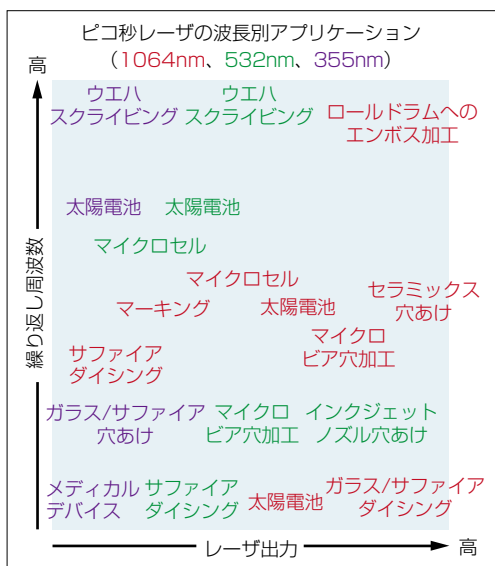 ピコ秒レーザの波長別アプリケーション
（1064nm、532nm、355nm）
高
ウエハ
スクライビング
ウエハ
スクライビング
ロールドラムへの
エンボス加工
太陽電池
太陽電池
マイクロセル
マイクロセル
マーキング
太陽電池
セラミックス
穴あけ
マイクロ
ビア穴加工
サファイア
ダイシング
ガラス/サファイア
穴あけ
マイクロ
ビア穴加工
インクジェット
ノズル穴あけ
メディカル
デバイス
サファイア
ダイシング
太陽電池
ガラス/サファイア
ダイシング
繰り返し周波数
レーザ出力
高